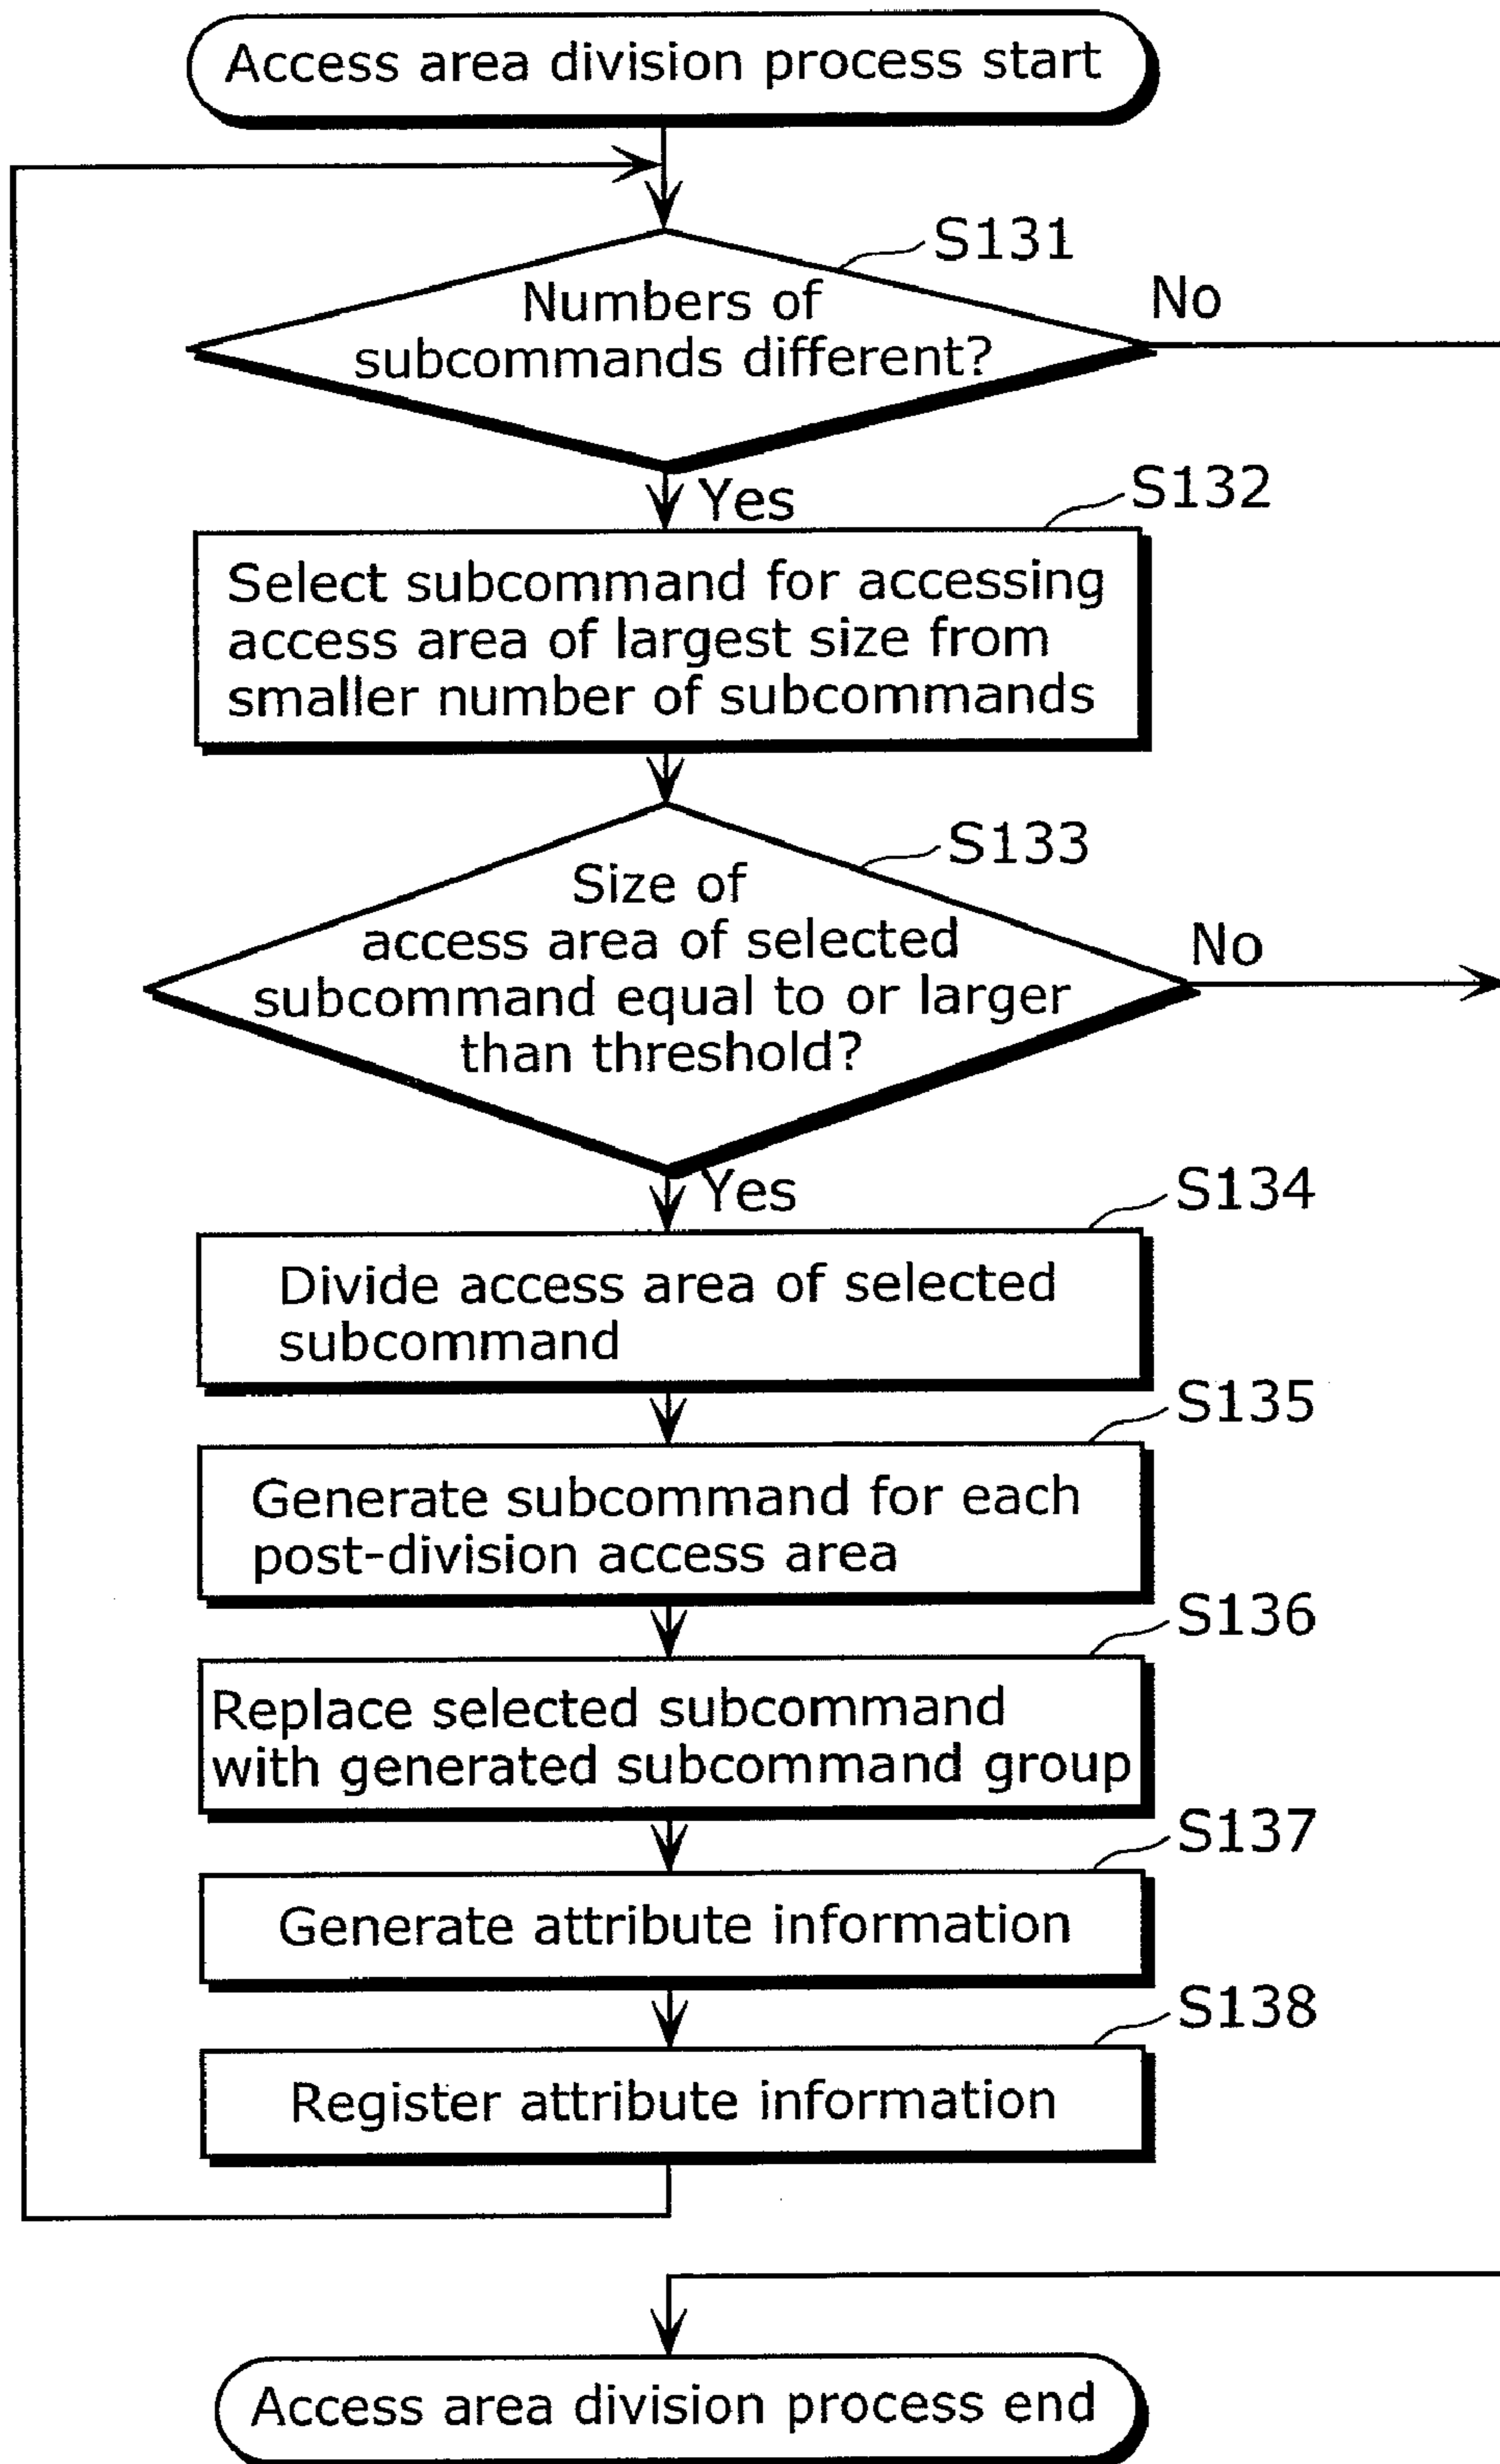 Access area division process start
S131
Numbers of
subcommands different?
No
Yes
S132
Select subcommand for accessing
access area of largest size from
smaller number of subcommands
S133
Size of
access area of selected
subcommand equal to or larger
than threshold?
No
Yes
S134
Divide access area of selected
subcommand
S135
Generate subcommand for each
post-division access area
S136
Replace selected subcommand
with generated subcommand group
S137
Generate attribute information
S138
Register attribute information
Access area division process end